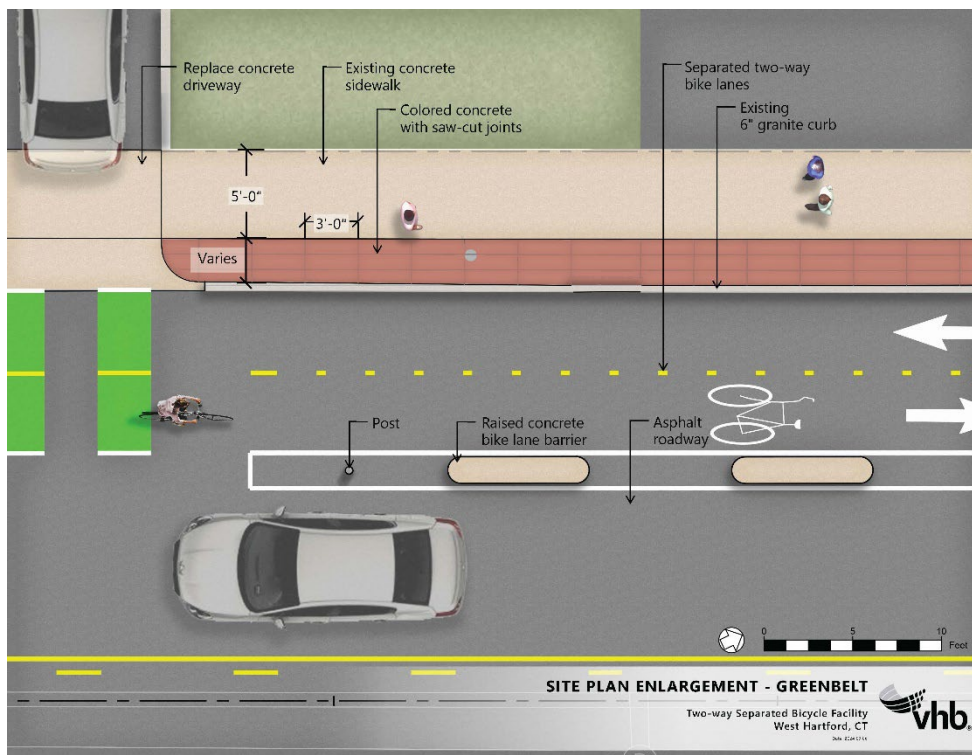 Replace concrete
driveway
Existing concrete
sidewalk
Colored concrete
with saw-cut joints
Separated two-way
bike lanes
Existing
6" granite curb
5'-0"
3'-0"
Varies
Post
Raised concrete
bike lane barrier
Asphalt
roadway
0 5 10
Feet
SITE PLAN ENLARGEMENT - GREENBELT
Two-way Separated Bicycle Facility
West Hartford, CT
vhb